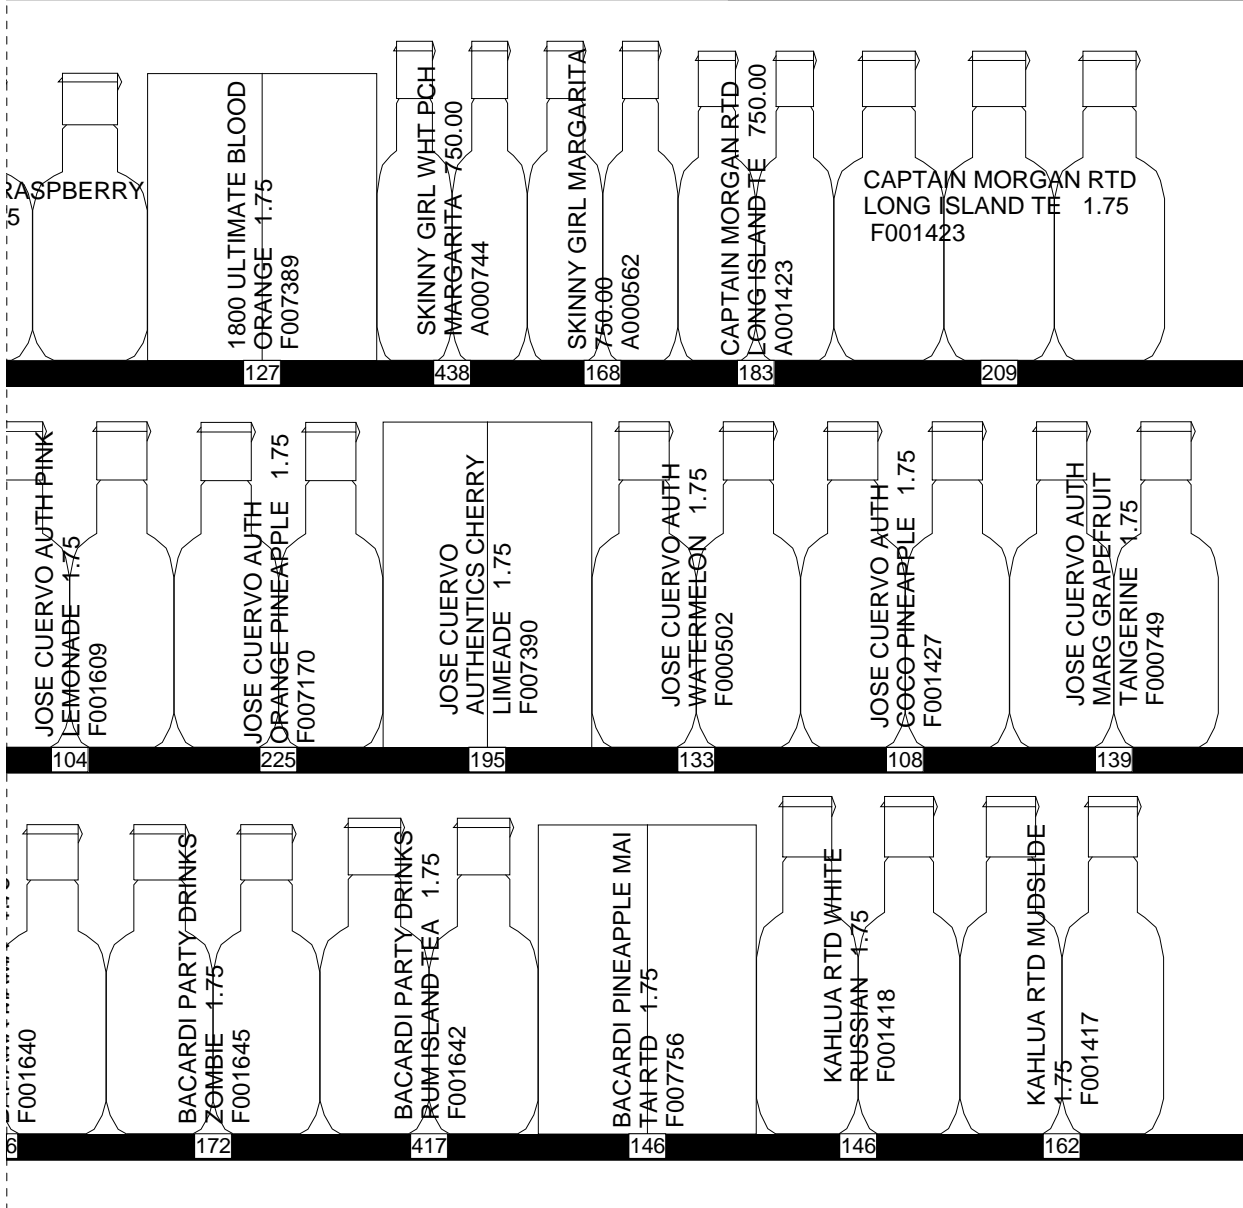 RASPBERRY
5
1800 ULTIMATE BLOOD
ORANGE 1.75
F007389
SKINNY GIRL WHT PCH
MARGARITA 750.00
A000744
SKINNY GIRL MARGARITA
750.00
A000562
CAPTAIN MORGAN RTD
LONG ISLAND TE 750.00
A001423
CAPTAIN MORGAN RTD
LONG ISLAND TE 1.75
F001423
127
438
168
183
209
JOSE CUERVO AUTH PINK
LEMONADE 1.75
F001609
JOSE CUERVO AUTH
ORANGE PINEAPPLE 1.75
F007170
JOSE CUERVO
AUTHENTICS CHERRY
LIMEADE 1.75
F007390
JOSE CUERVO AUTH
WATERMELON 1.75
F000502
JOSE CUERVO AUTH
COCO PINEAPPLE 1.75
F001427
JOSE CUERVO AUTH
MARG GRAPEFRUIT
TANGERINE 1.75
F000749
104
225
195
133
108
139
F001640
BACARDI PARTY DRINKS
ZOMBIE 1.75
F001645
BACARDI PARTY DRINKS
RUM ISLAND TEA 1.75
F001642
BACARDI PINEAPPLE MAI
TAI RTD 1.75
F007756
KAHLUA RTD WHITE
RUSSIAN 1.75
F001418
KAHLUA RTD MUDSLIDE
1.75
F001417
6
172
417
146
146
162